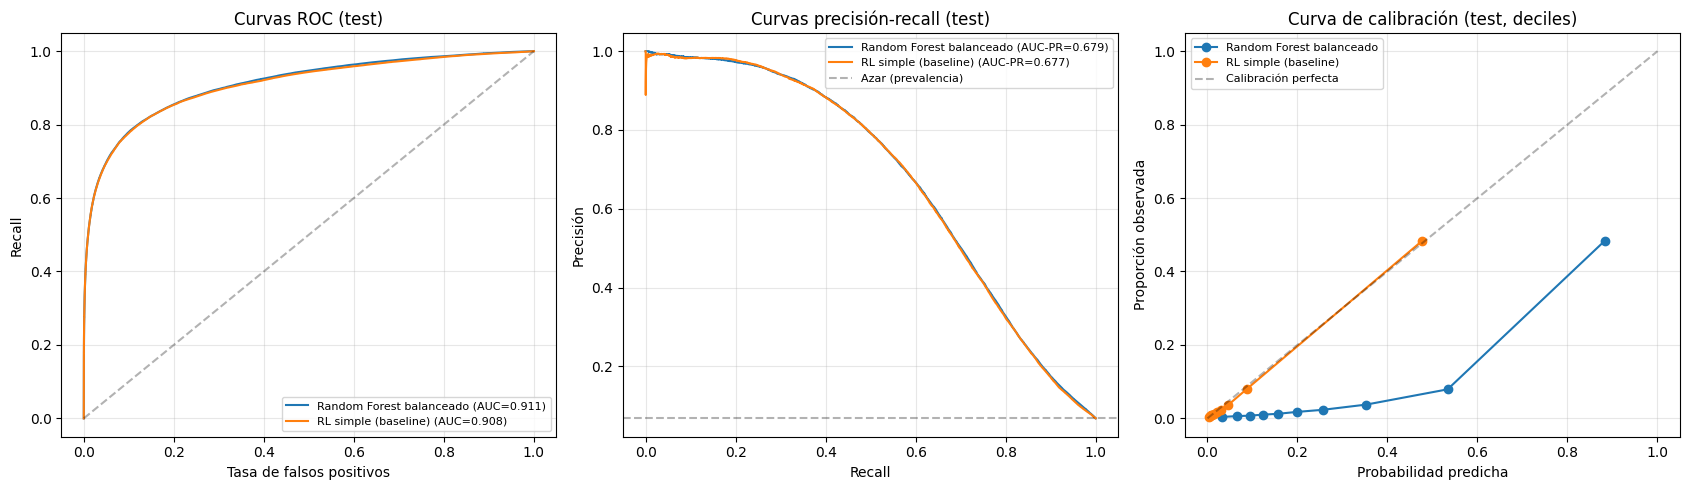 Curvas ROC (test)
Recall
1.0
0.8
0.6
0.4
0.2
0.0
Random Forest balanceado (AUC=0.911)
RL simple (baseline) (AUC=0.908)
0.0 0.2 0.4 0.6 0.8 1.0
Tasa de falsos positivos
Curvas precisión-recall (test)
Precisión
1.0
0.8
0.6
0.4
0.2
Random Forest balanceado (AUC-PR=0.679)
RL simple (baseline) (AUC-PR=0.677)
Azar (prevalencia)
0.0 0.2 0.4 0.6 0.8 1.0
Recall
Curva de calibración (test, deciles)
Proporción observada
1.0
0.8
0.6
0.4
0.2
0.0
Random Forest balanceado
RL simple (baseline)
Calibración perfecta
0.0 0.2 0.4 0.6 0.8 1.0
Probabilidad predicha